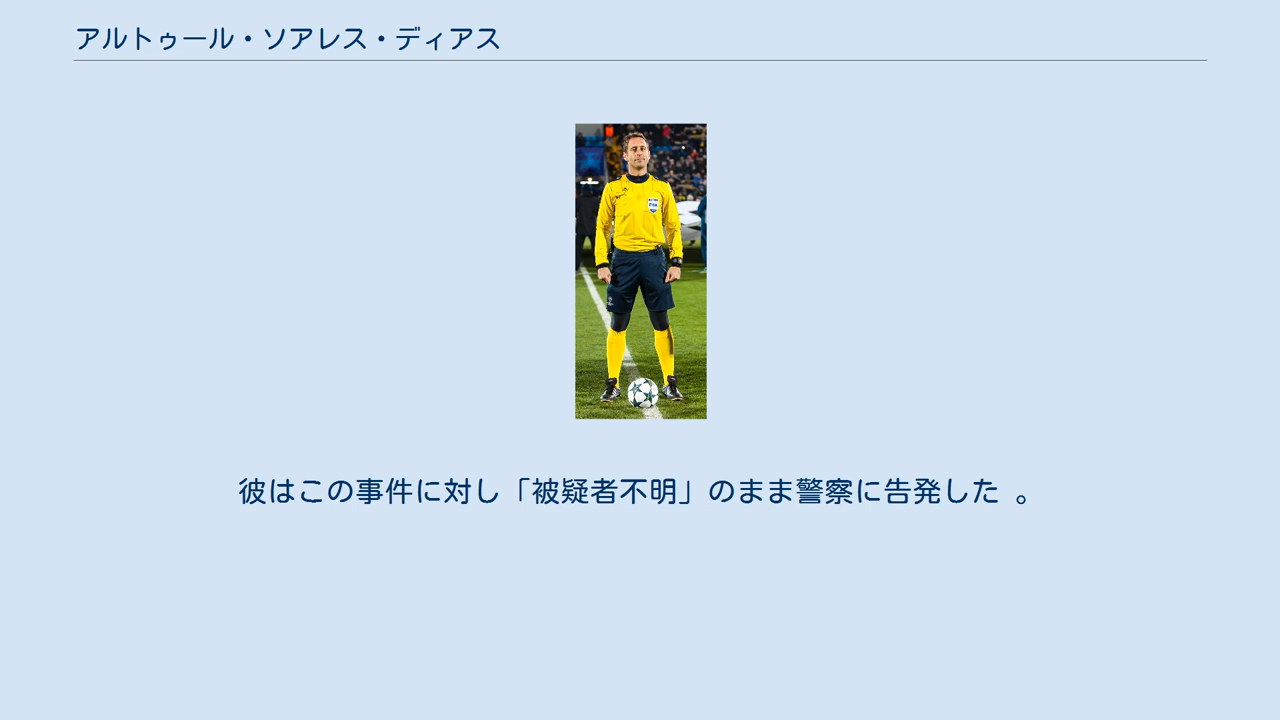 アルトゥール・ソアレス・ディアス
彼はこの事件に対し「被疑者不明」のまま警察に告発した 。